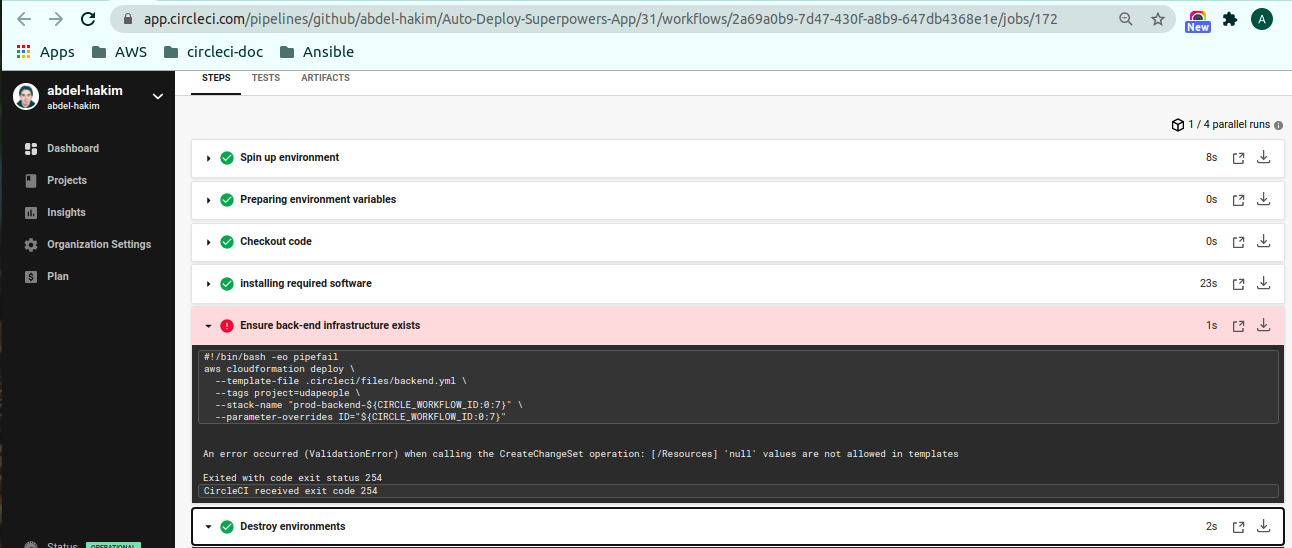 app.circleci.com/pipelines/github/abdel-hakim/Auto-Deploy-Superpowers-App/31/workflows/2a69a0b9-7d47-430f-a8b9-647db4368e1e/jobs/172
New
A
Apps
AWS
circleci-doc
Ansible
abdel-hakim
abdel-hakim
Dashboard
Projects
Insights
Organization Settings
Plan
Status OPERATIONAL
STEPS TESTS ARTIFACTS
1 / 4 parallel runs
Spin up environment 8s
Preparing environment variables 0s
Checkout code 0s
installing required software 23s
Ensure back-end infrastructure exists 1s
#!/bin/bash -eo pipefail
aws cloudformation deploy \
--template-file .circleci/files/backend.yml \
--tags project=udapeople \
--stack-name "prod-backend-${CIRCLE_WORKFLOW_ID:0:7}" \
--parameter-overrides ID="${CIRCLE_WORKFLOW_ID:0:7}"
An error occurred (ValidationError) when calling the CreateChangeSet operation: [/Resources] 'null' values are not allowed in templates
Exited with code exit status 254
CircleCI received exit code 254
Destroy environments 2s